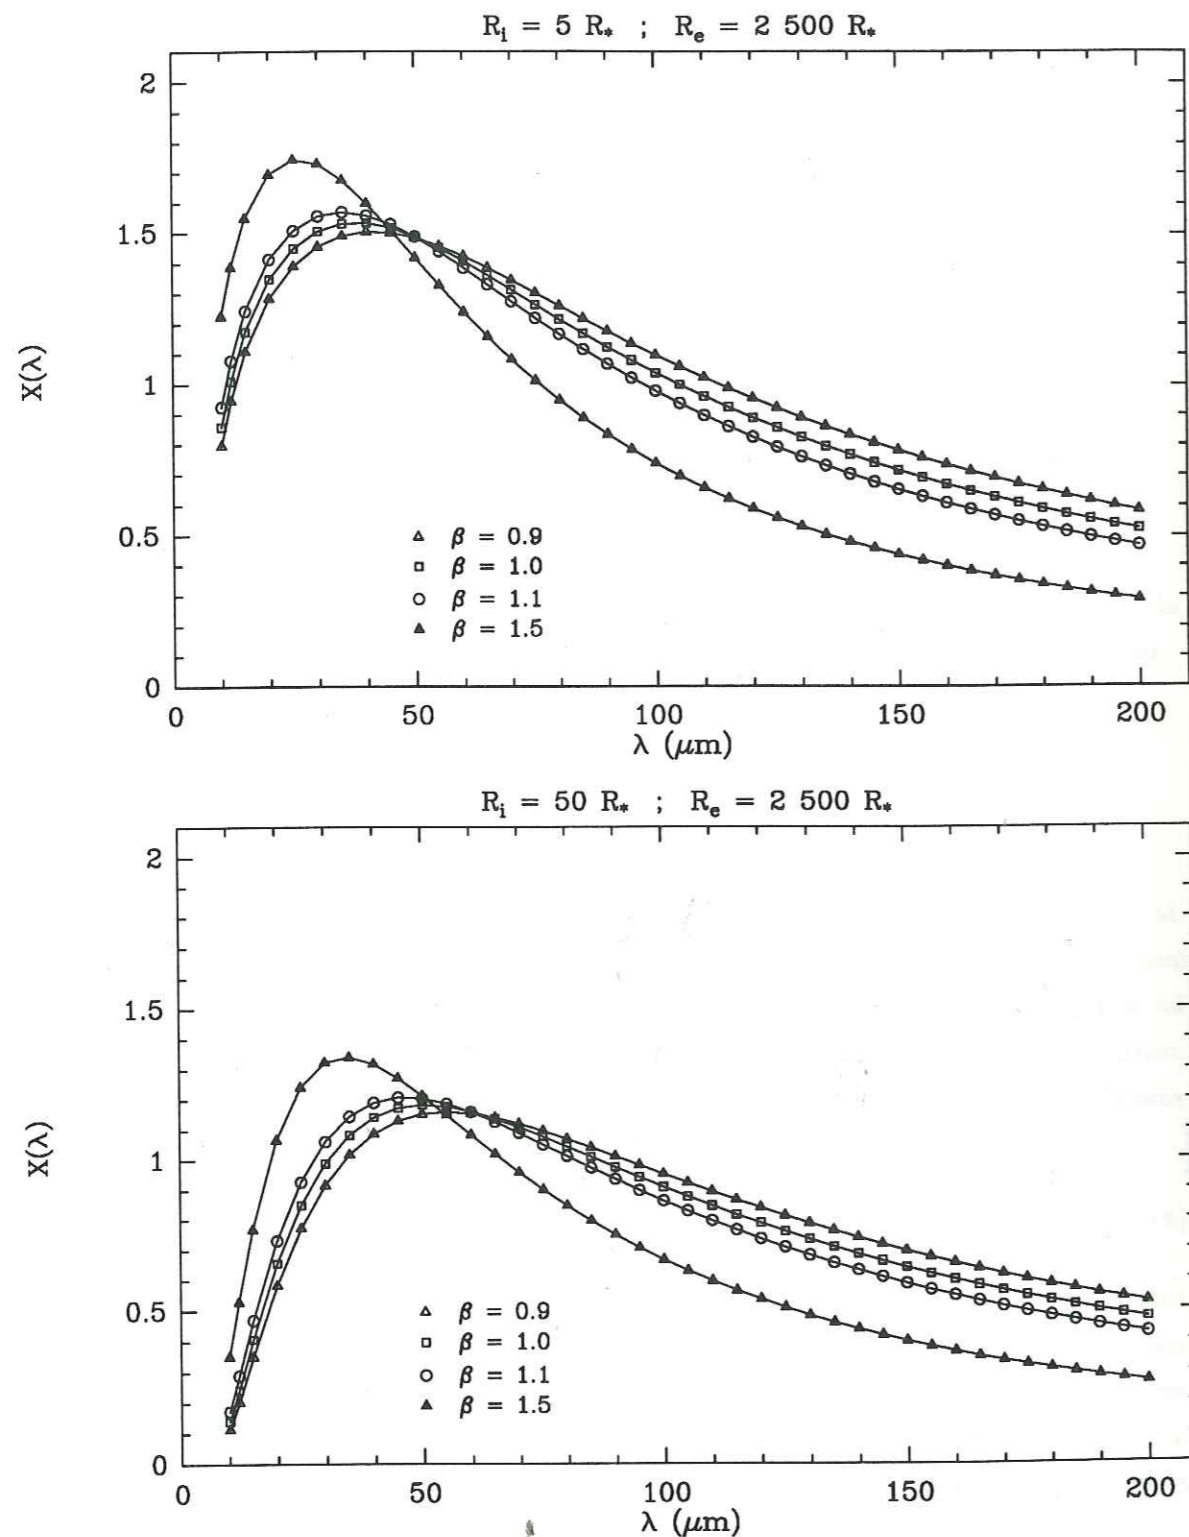 R_i = 5 R_* ; R_e = 2 500 R_*
2
1.5
1
0.5
0
X(λ)
β = 0.9
β = 1.0
β = 1.1
β = 1.5
0 50 100 150 200
λ (μm)
R_i = 50 R_* ; R_e = 2 500 R_*
2
1.5
1
0.5
0
X(λ)
β = 0.9
β = 1.0
β = 1.1
β = 1.5
0 50 100 150 200
λ (μm)